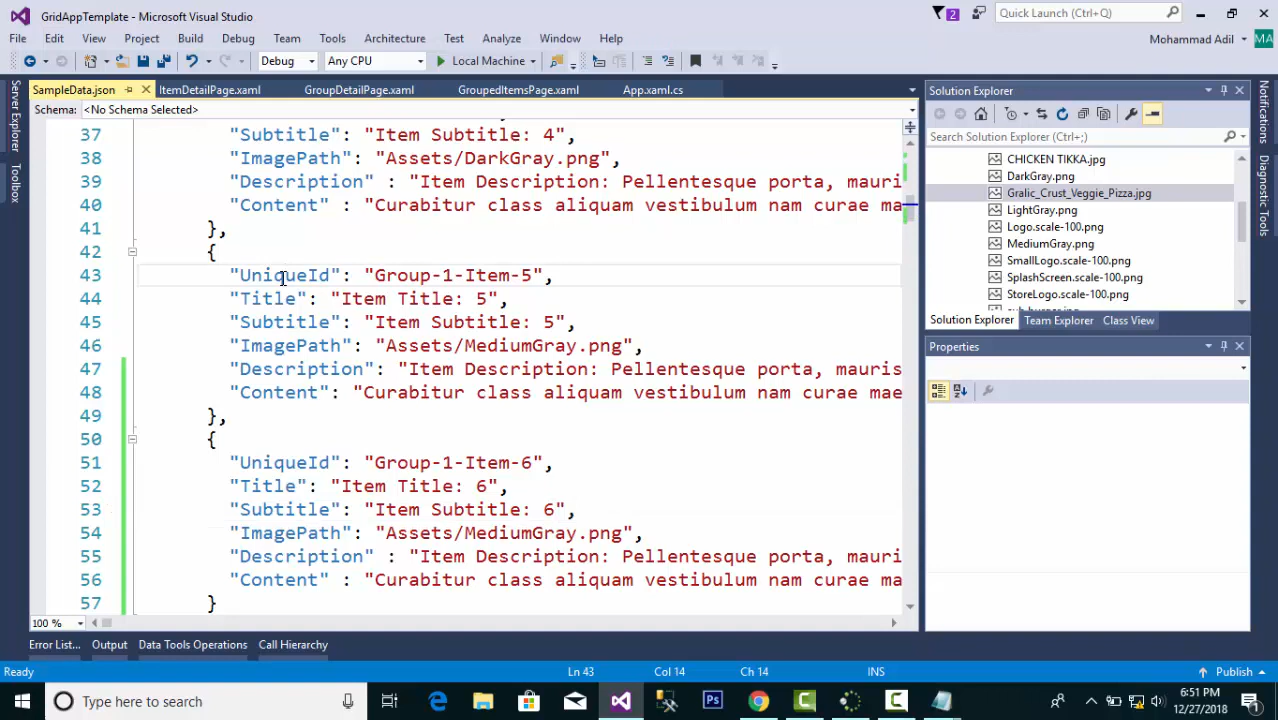 GridAppTemplate - Microsoft Visual Studio
2
Quick Launch (Ctrl+Q)
File Edit View Project Build Debug Team Tools Architecture Test Analyze Window Help
Mohammad Adil MA
Debug Any CPU Local Machine
SampleData.json ItemDetailPage.xaml GroupDetailPage.xaml GroupedItemsPage.xaml App.xaml.cs
Schema: <No Schema Selected>
Server Explorer
Toolbox
37 "Subtitle": "Item Subtitle: 4",
38 "ImagePath": "Assets/DarkGray.png",
39 "Description" : "Item Description: Pellentesque porta, mauris
40 "Content" : "Curabitur class aliquam vestibulum nam curae ma
41 },
42 {
43 "UniqueId": "Group-1-Item-5",
44 "Title": "Item Title: 5",
45 "Subtitle": "Item Subtitle: 5",
46 "ImagePath": "Assets/MediumGray.png",
47 "Description": "Item Description: Pellentesque porta, mauris
48 "Content": "Curabitur class aliquam vestibulum nam curae mae
49 },
50 {
51 "UniqueId": "Group-1-Item-6",
52 "Title": "Item Title: 6",
53 "Subtitle": "Item Subtitle: 6",
54 "ImagePath": "Assets/MediumGray.png",
55 "Description" : "Item Description: Pellentesque porta, mauris
56 "Content" : "Curabitur class aliquam vestibulum nam curae ma
57 }
100 %
Solution Explorer
Search Solution Explorer (Ctrl+;)
CHICKEN TIKKA.jpg
DarkGray.png
Gralic_Crust_Veggie_Pizza.jpg
LightGray.png
Logo.scale-100.png
MediumGray.png
SmallLogo.scale-100.png
SplashScreen.scale-100.png
StoreLogo.scale-100.png
Solution Explorer Team Explorer Class View
Properties
Notifications
Diagnostic Tools
Error List... Output Data Tools Operations Call Hierarchy
Ready Ln 43 Col 14 Ch 14 INS Publish
Type here to search
6:51 PM
12/27/2018